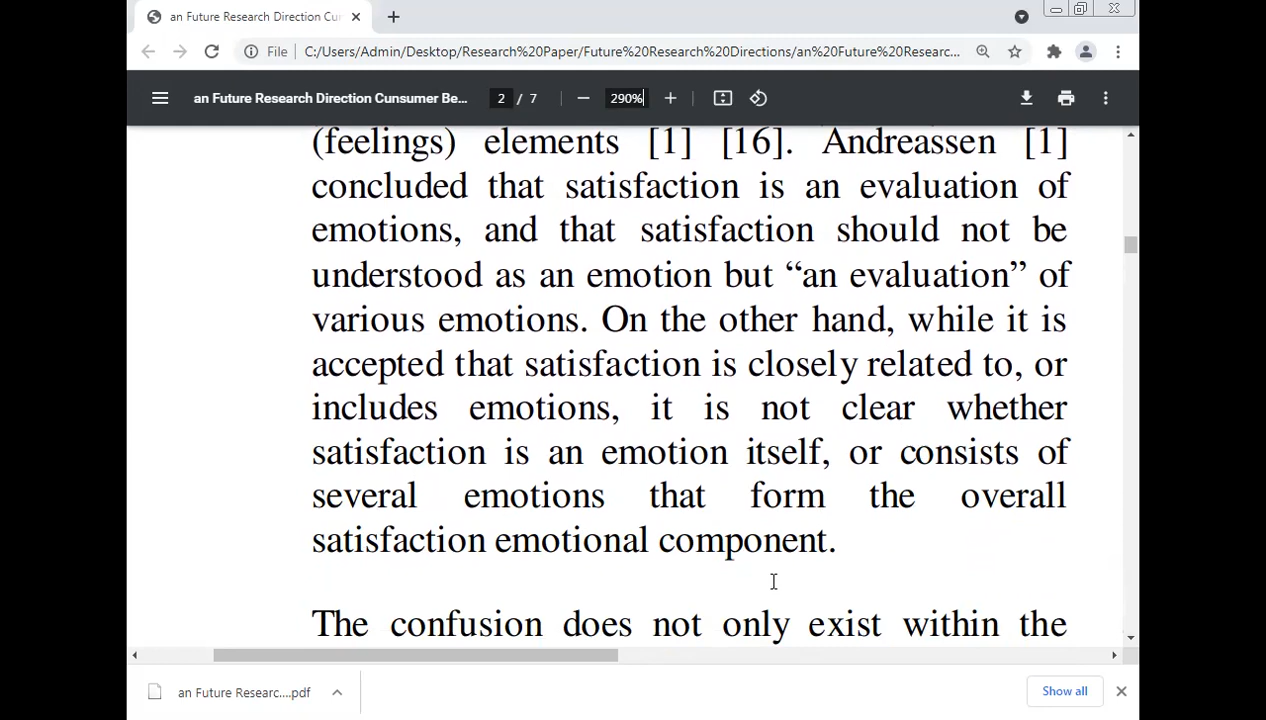 an Future Research Direction Cur
File C:/Users/Admin/Desktop/Research%20Paper/Future%20Research%20Directions/an%20Future%20Researc...
an Future Research Direction Cunsumer Be... 2 / 7 290%
(feelings) elements [1] [16]. Andreassen [1]
concluded that satisfaction is an evaluation of
emotions, and that satisfaction should not be
understood as an emotion but “an evaluation” of
various emotions. On the other hand, while it is
accepted that satisfaction is closely related to, or
includes emotions, it is not clear whether
satisfaction is an emotion itself, or consists of
several emotions that form the overall
satisfaction emotional component.
The confusion does not only exist within the
an Future Researc....pdf
Show all